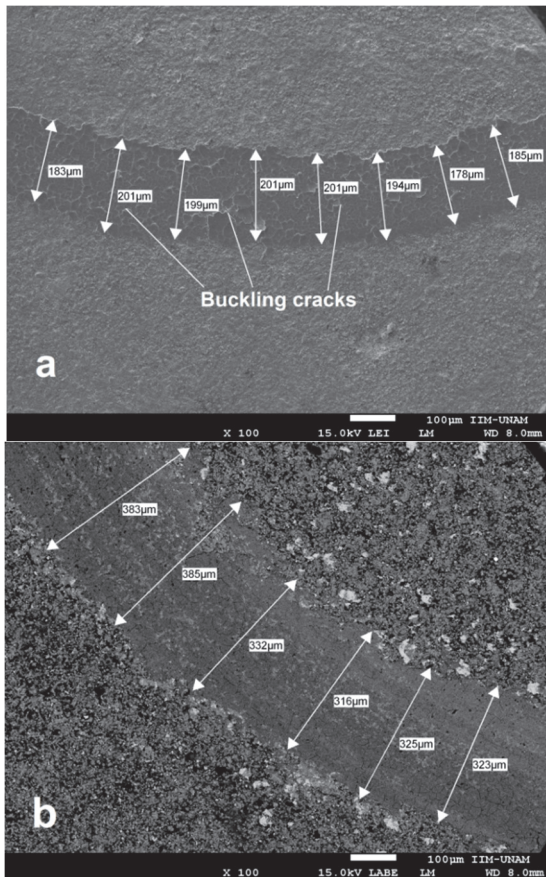 183µm
201µm
199µm
201µm
201µm
194µm
178µm
185µm
Buckling cracks
a
100µm IIM-UNAM
X 100 15.0kV LEI LM WD 8.0mm
383µm
385µm
332µm
316µm
325µm
323µm
b
100µm IIM-UNAM
X 100 15.0kV LABE LM WD 8.0mm